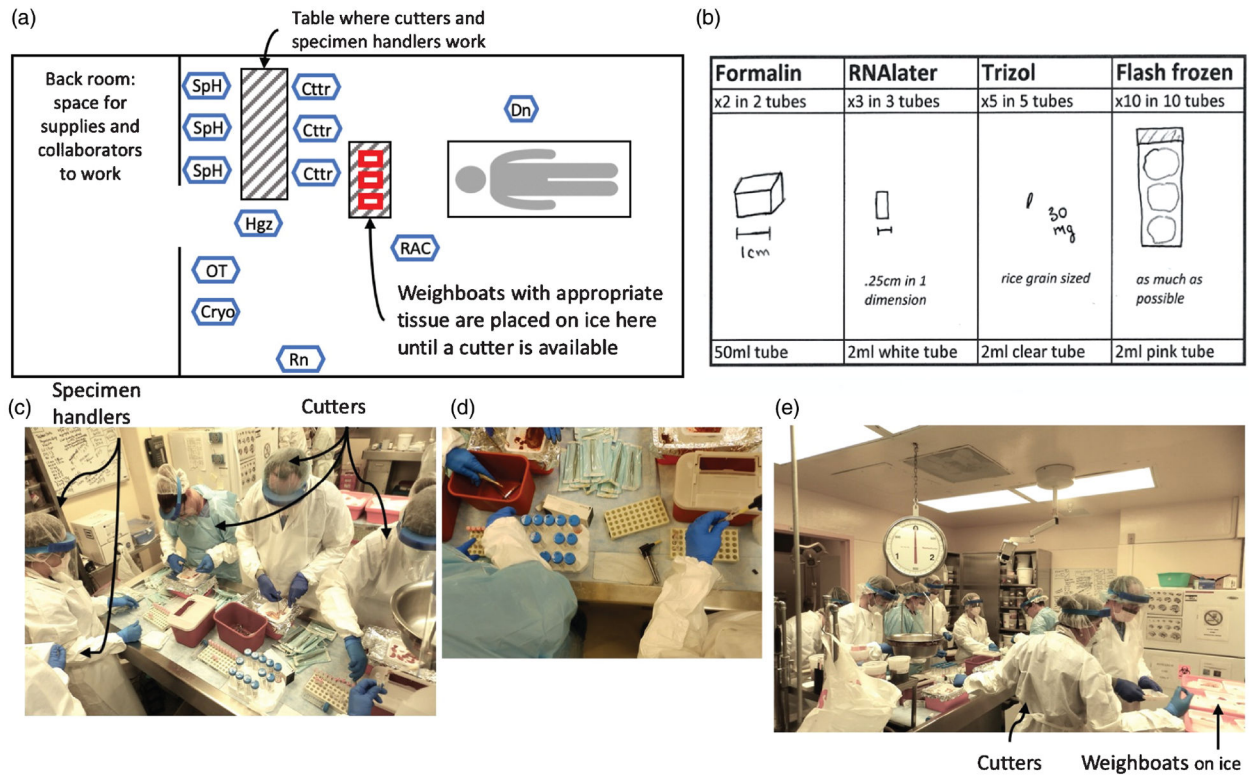 (a)
Table where cutters and
specimen handlers work
Back room:
space for
supplies and
collaborators
to work
SpH
SpH
SpH
Cttr
Cttr
Cttr
Dn
Hgz
RAC
OT
Cryo
Rn
Weighboats with appropriate
tissue are placed on ice here
until a cutter is available
(b)
Formalin
RNAlater
Trizol
Flash frozen
x2 in 2 tubes
x3 in 3 tubes
x5 in 5 tubes
x10 in 10 tubes
1cm
30
mg
.25cm in 1
dimension
rice grain sized
as much as
possible
50ml tube
2ml white tube
2ml clear tube
2ml pink tube
(c)
Specimen
handlers
Cutters
(d)
(e)
1
2
Cutters
Weighboats on ice